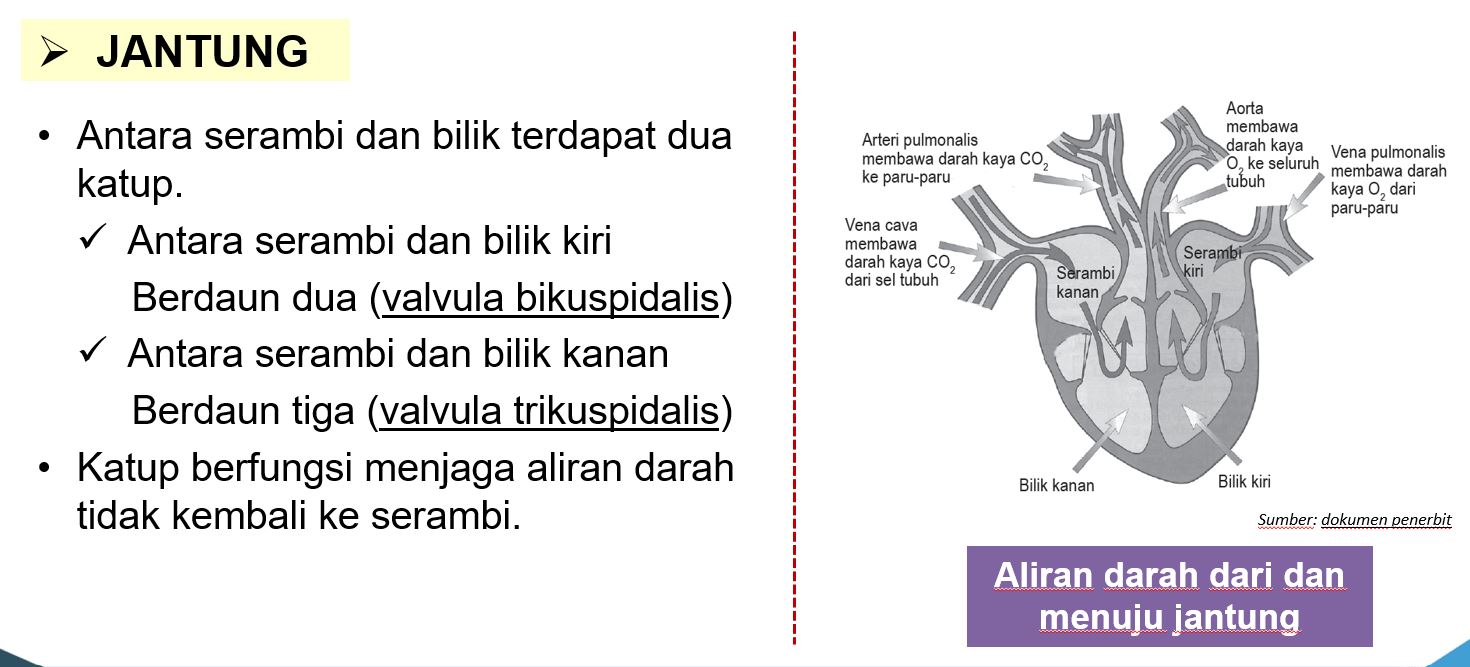 ➢ JANTUNG
• Antara serambi dan bilik terdapat dua
katup.
✓ Antara serambi dan bilik kiri
Berdaun dua (valvula bikuspidalis)
✓ Antara serambi dan bilik kanan
Berdaun tiga (valvula trikuspidalis)
• Katup berfungsi menjaga aliran darah
tidak kembali ke serambi.
Arteri pulmonalis
membawa darah kaya CO₂
ke paru-paru
Aorta
membawa
darah kaya
O₂ ke seluruh
tubuh
Vena pulmonalis
membawa darah
kaya O₂ dari
paru-paru
Vena cava
membawa
darah kaya CO₂
dari sel tubuh
Serambi
kanan
Serambi
kiri
Bilik kanan
Bilik kiri
Sumber: dokumen penerbit
Aliran darah dari dan
menuju jantung